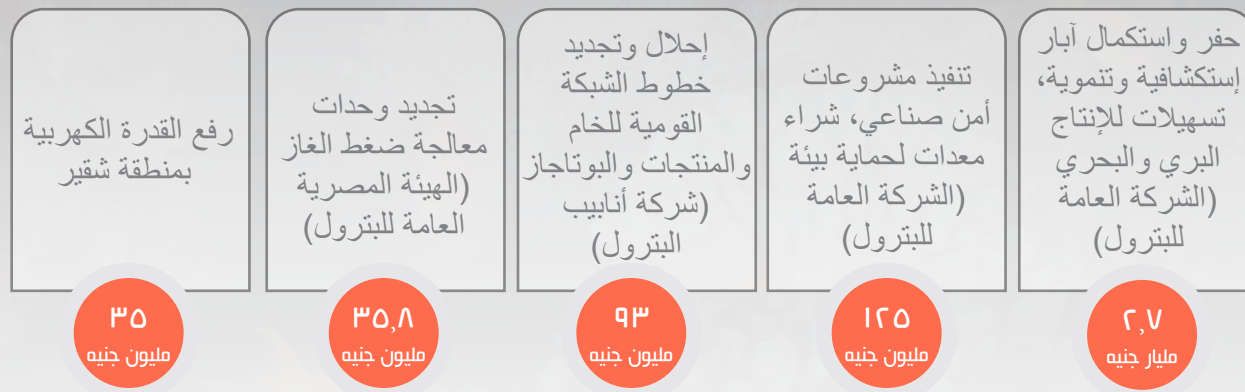 حفر واستكمال آبار
إستكشافية وتنموية،
تسهيلات للإنتاج
البري والبحري
(الشركة العامة
للبترول)
٢,٧
مليار جنيه
تنفيذ مشروعات
أمن صناعي، شراء
معدات لحماية بيئة
(الشركة العامة
للبترول)
١٢٥
مليون جنيه
إحلال وتجديد
خطوط الشبكة
القومية للخام
والمنتجات والبوتاجاز
(شركة أنابيب
البترول)
٩٣
مليون جنيه
تجديد وحدات
معالجة ضغط الغاز
(الهيئة المصرية
العامة للبترول)
٣٥,٨
مليون جنيه
رفع القدرة الكهربية
بمنطقة شقير
٣٥
مليون جنيه